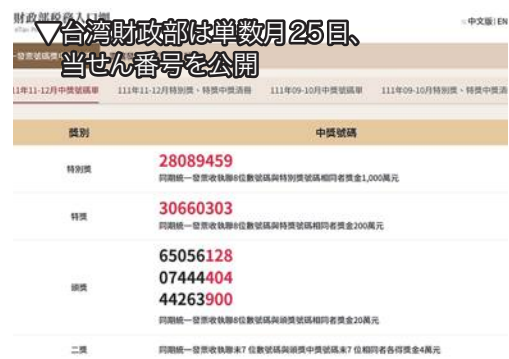 財政部稅務入口網
中文版 | EN
▽台湾財政部は単数月25日、
当せん番号を公開
111年11-12月中獎號碼單 111年11-12月特別獎、特獎中獎清冊 111年09-10月中獎號碼單 111年09-10月特別獎、特獎中獎清
獎別 中獎號碼
特別獎 28089459
同期統一發票收執聯8位數號碼與特別獎號碼相同者獎金1,000萬元
特獎 30660303
同期統一發票收執聯8位數號碼與特獎號碼相同者獎金200萬元
65056128
07444404
頭獎 44263900
同期統一發票收執聯8位數號碼與頭獎號碼相同者獎金20萬元
二獎 同期統一發票收執聯末7 位數號碼與頭獎中獎號碼末7 位相同者各得獎金4萬元